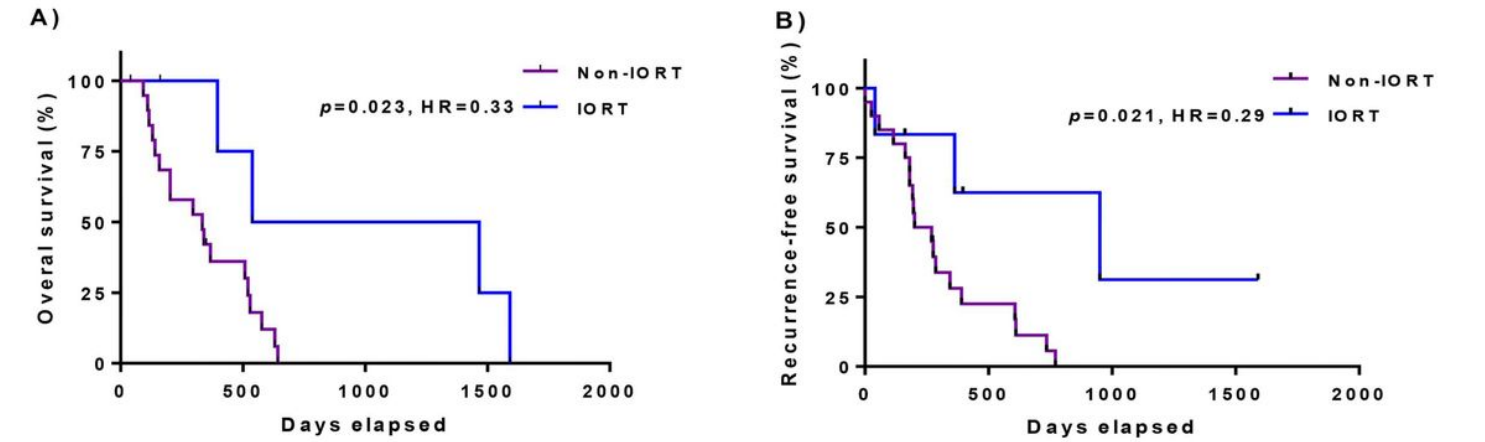 A)
Overal survival (%)
100
75
50
25
0
0 500 1000 1500 2000
Days elapsed
Non-IORT
p=0.023, HR=0.33
IORT
B)
Recurrence-free survival (%)
100
75
50
25
0
0 500 1000 1500 2000
Days elapsed
Non-IORT
p=0.021, HR=0.29
IORT